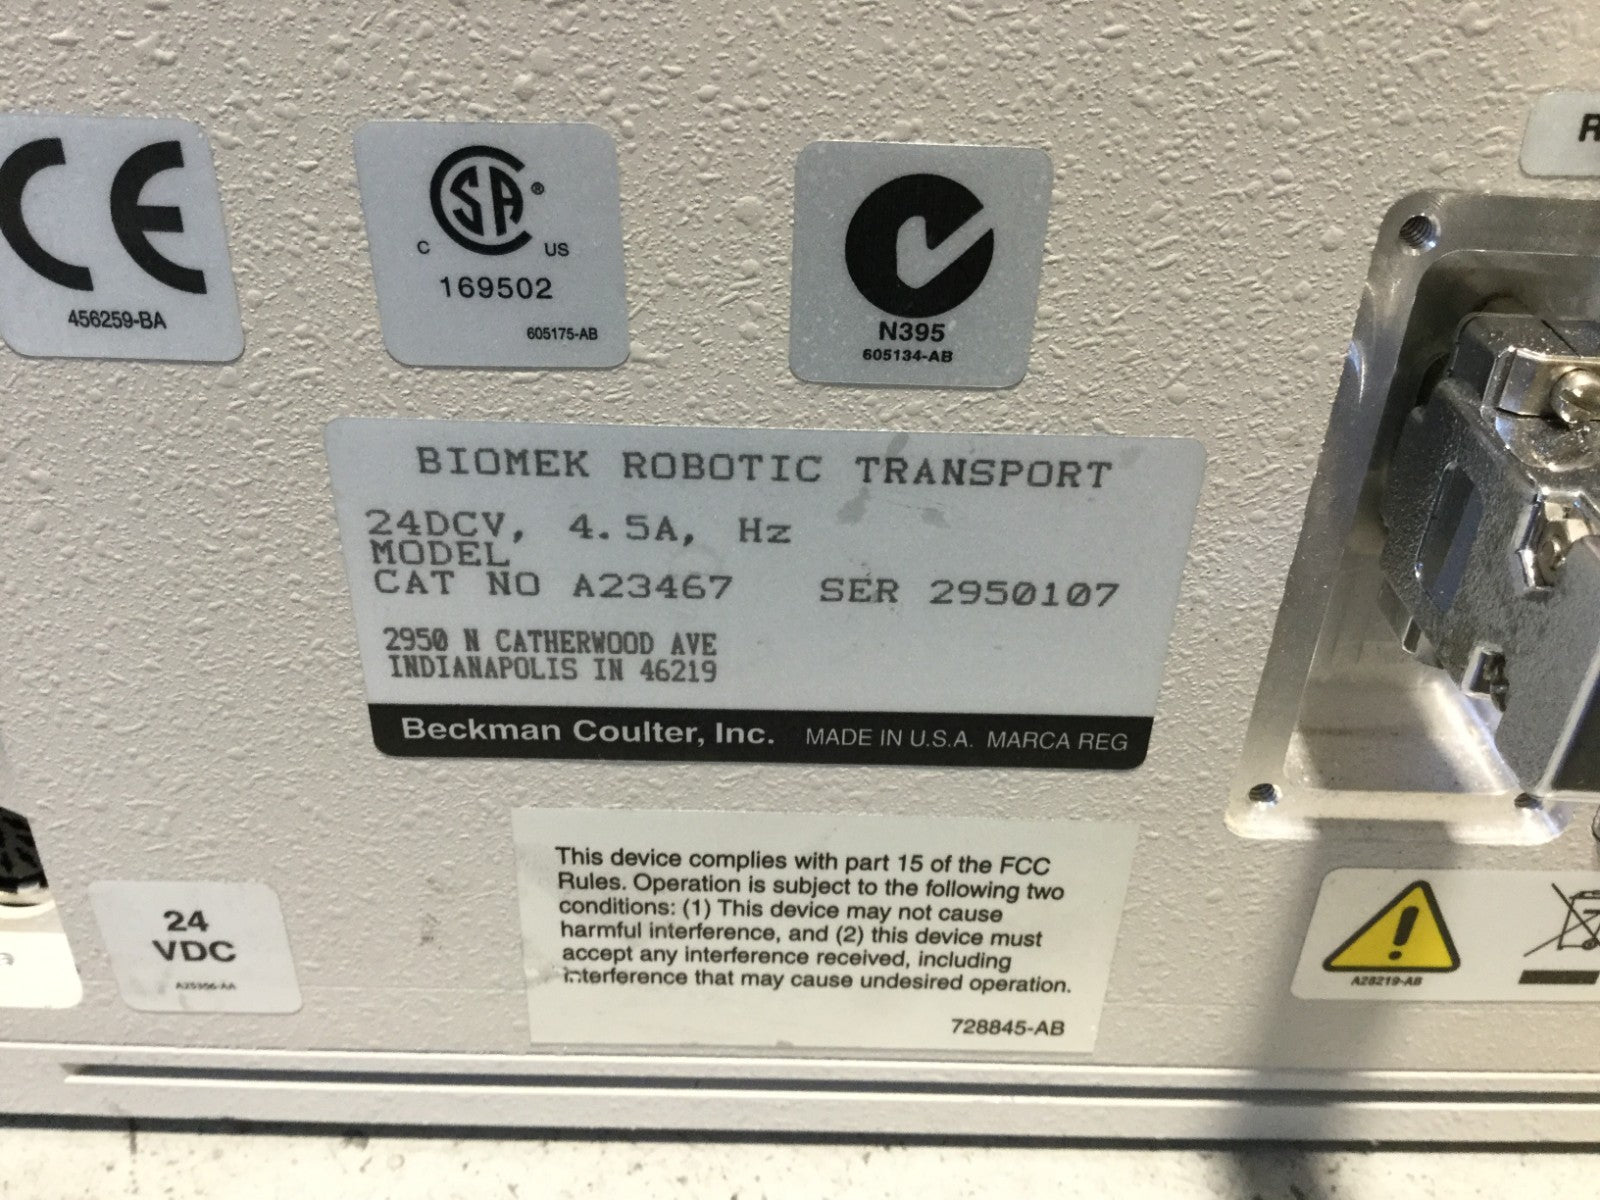 CE
456259-BA
CSA®
C US
169502
605175-AB
N395
605134-AB
R
BIOMEK ROBOTIC TRANSPORT
24DCV, 4.5A, Hz
MODEL
CAT NO A23467 SER 2950107
2950 N CATHERWOOD AVE
INDIANAPOLIS IN 46219
Beckman Coulter, Inc. MADE IN U.S.A. MARCA REG
24
VDC
This device complies with part 15 of the FCC
Rules. Operation is subject to the following two
conditions: (1) This device may not cause
harmful interference, and (2) this device must
accept any interference received, including
interference that may cause undesired operation.
728845-AB
A28219-AB